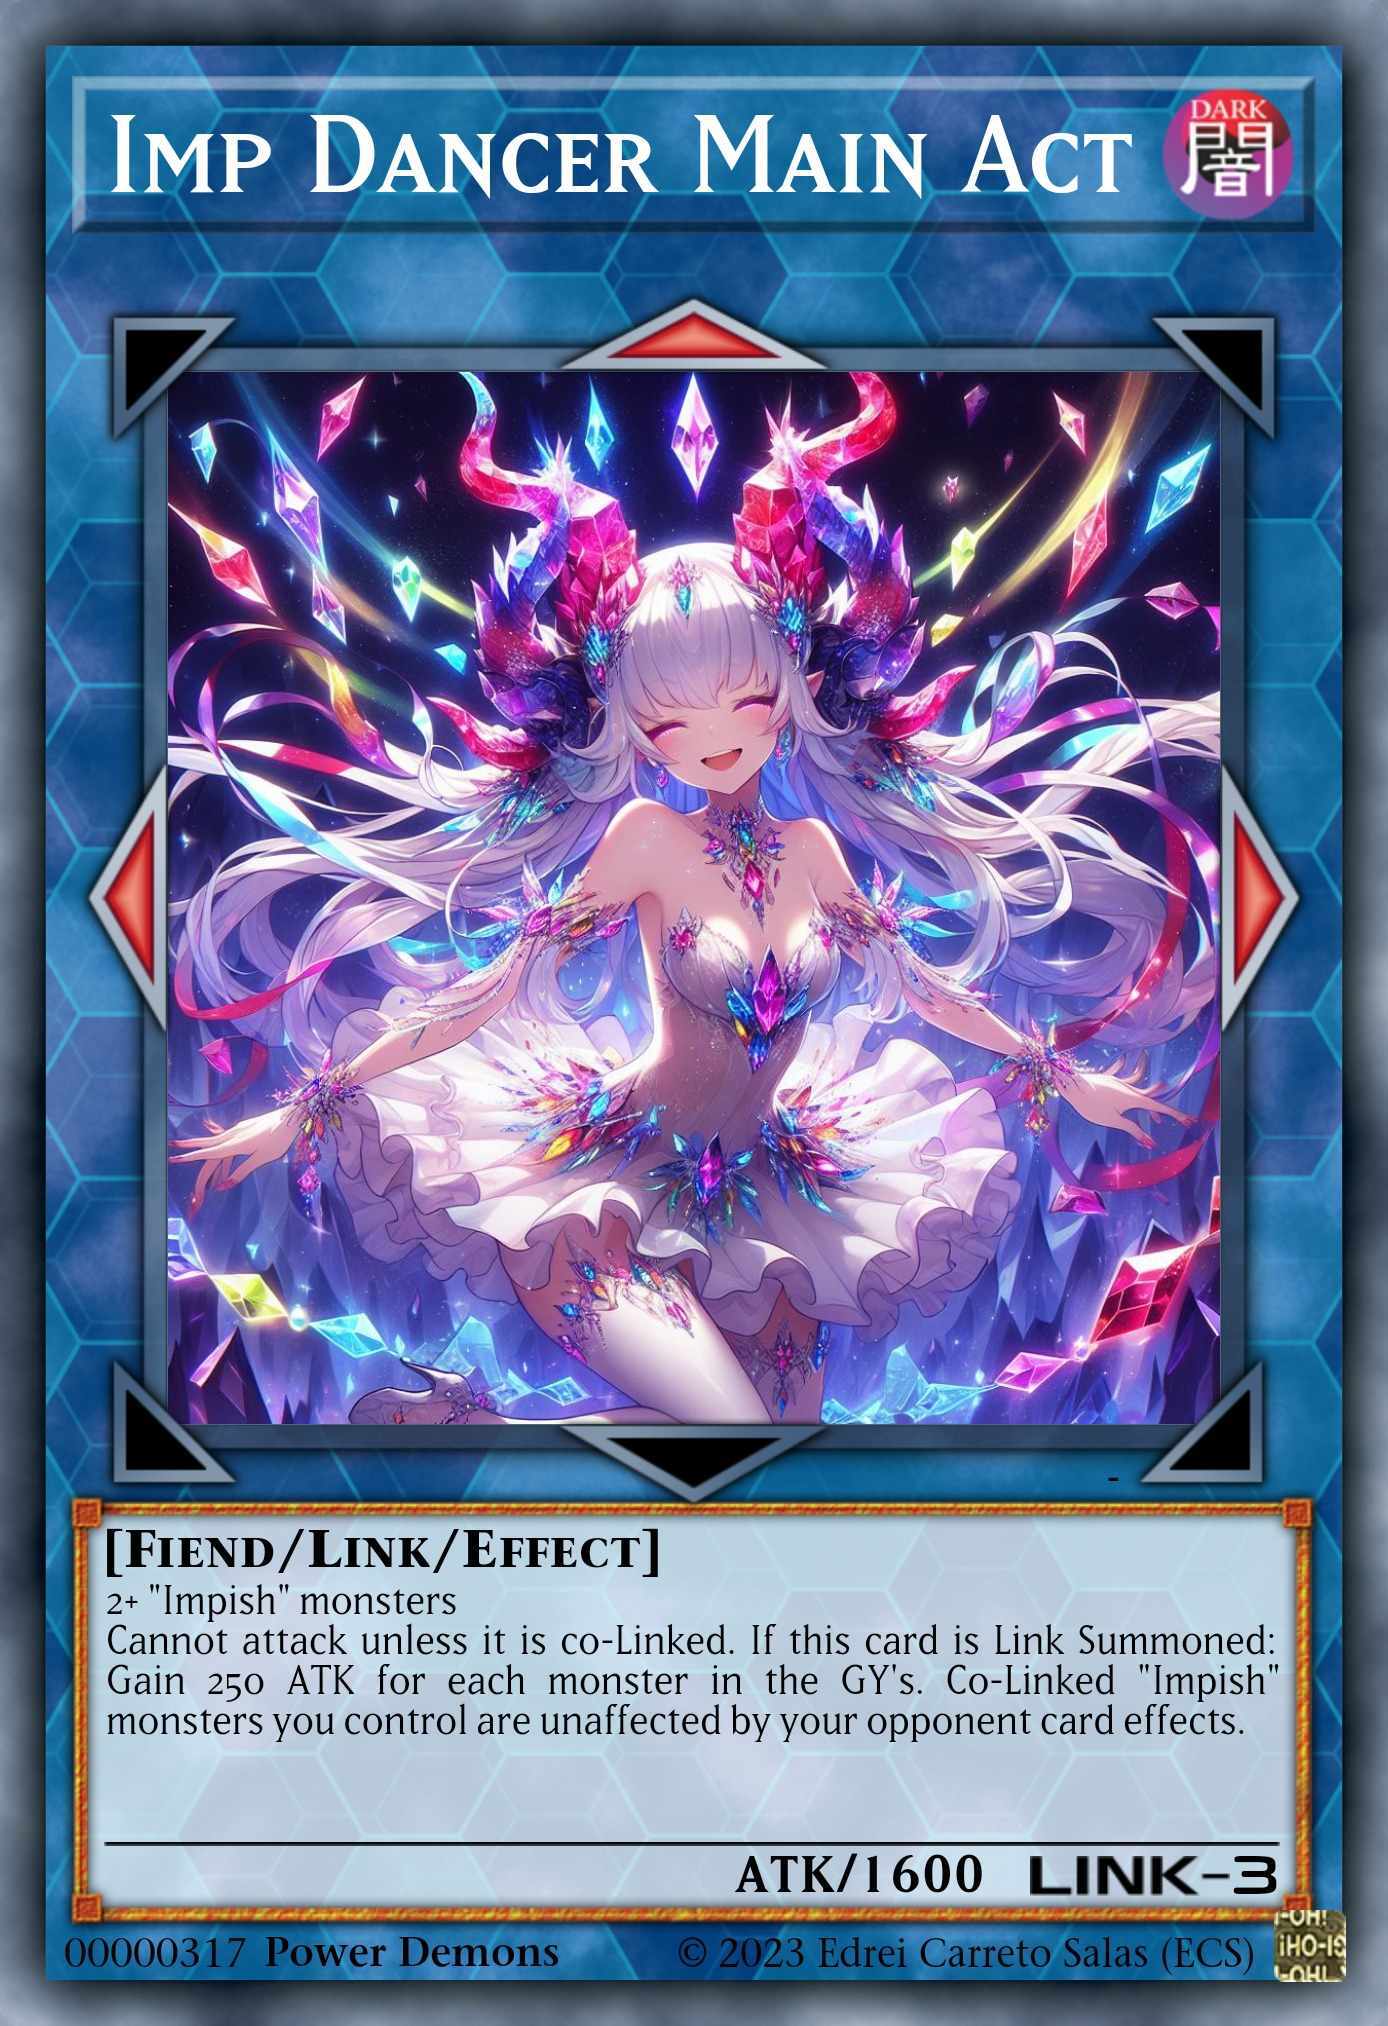 Imp Dancer Main Act
DARK
闇
-
[Fiend/Link/Effect]
2+ "Impish" monsters
Cannot attack unless it is co-Linked. If this card is Link Summoned:
Gain 250 ATK for each monster in the GY's. Co-Linked "Impish"
monsters you control are unaffected by your opponent card effects.
ATK/1600 LINK-3
00000317 Power Demons © 2023 Edrei Carreto Salas (ECS)